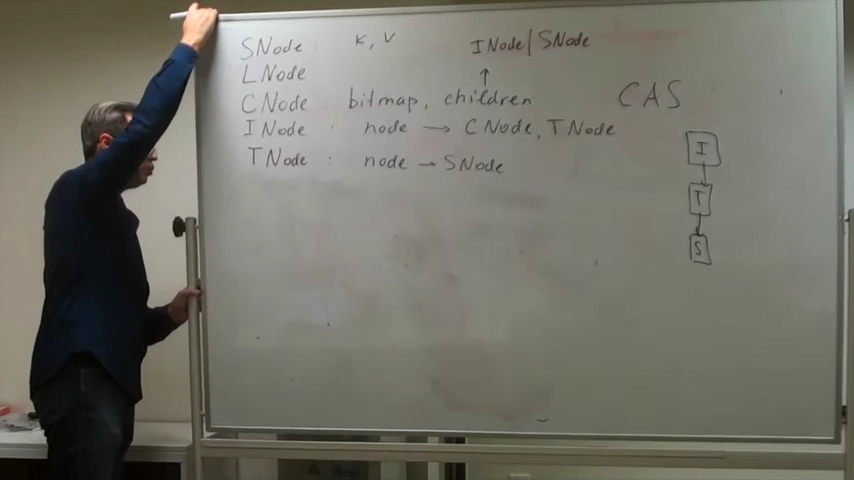 SNode : K, V INode/SNode
LNode ↑
CNode : bitmap, children CAS
INode : node → CNode, TNode
TNode : node → SNode
I
T
S